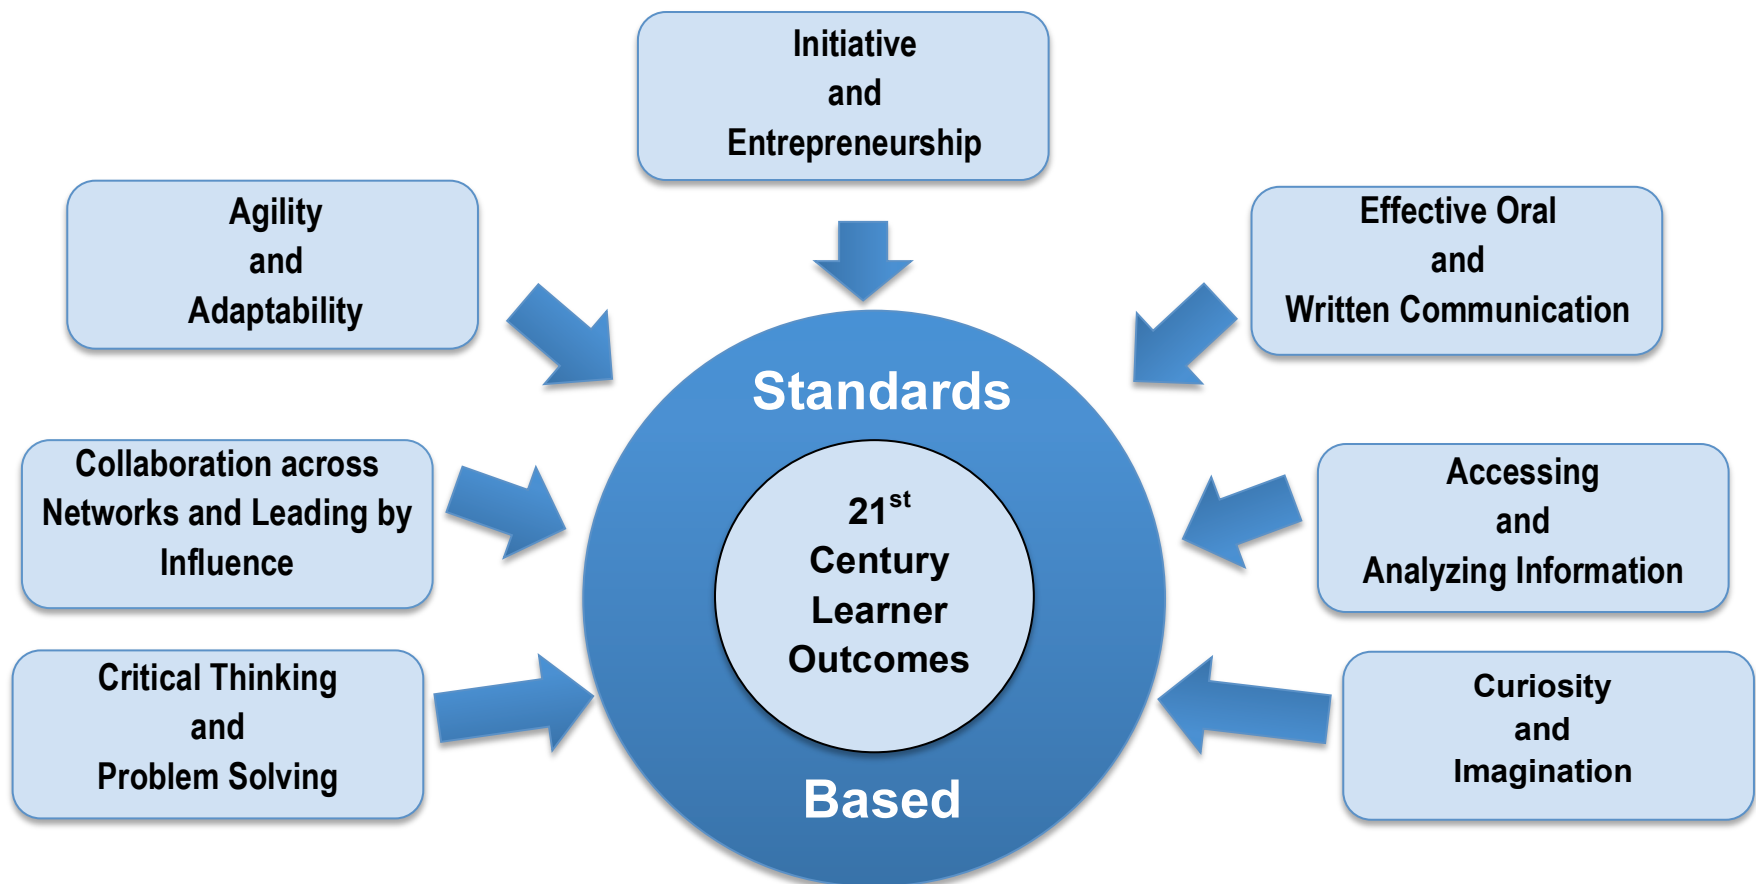 Initiative
and
Entrepreneurship
Agility
and
Adaptability
Effective Oral
and
Written Communication
Standards
Collaboration across
Networks and Leading by
Influence
21st
Century
Learner
Outcomes
Accessing
and
Analyzing Information
Critical Thinking
and
Problem Solving
Curiosity
and
Imagination
Based